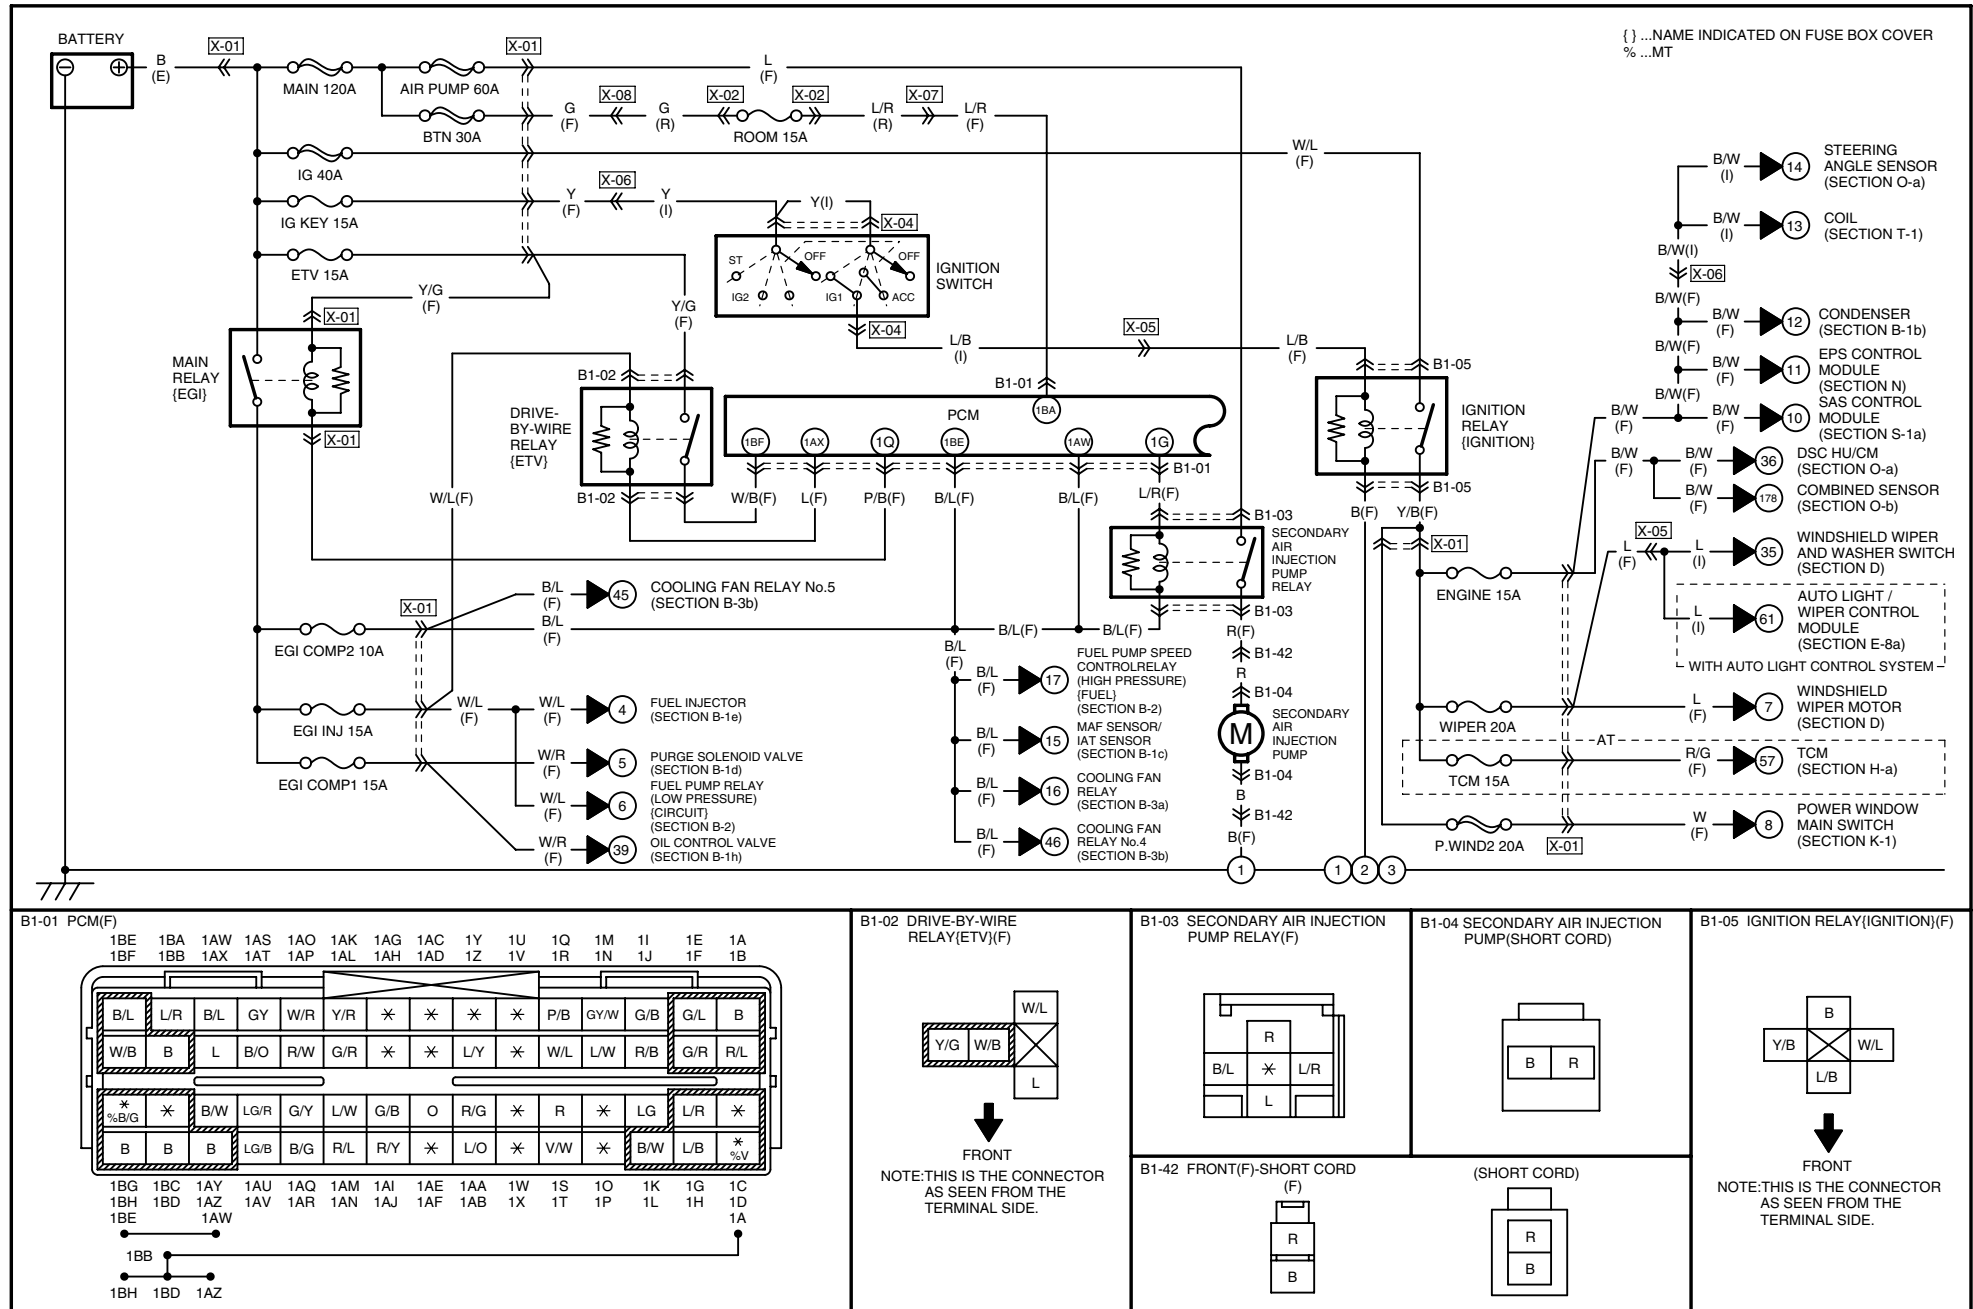 { } ...NAME INDICATED ON FUSE BOX COVER
% ...MT
BATTERY
B
(E)
X-01
MAIN 120A
AIR PUMP 60A
X-01
L
(F)
BTN 30A
G
(F)
X-08
G
(R)
X-02
ROOM 15A
X-02
L/R
(R)
X-07
L/R
(F)
IG 40A
W/L
(F)
IG KEY 15A
Y
(F)
X-06
Y
(I)
Y(I)
X-04
ETV 15A
ST
OFF
IG2
IG1
OFF
ACC
IGNITION
SWITCH
X-04
L/B
(I)
X-05
L/B
(F)
Y/G
(F)
Y/G
(F)
X-01
MAIN
RELAY
{EGI}
X-01
W/L(F)
B1-02
DRIVE-
BY-WIRE
RELAY
{ETV}
B1-02
PCM
B1-01
1BA
1BF
1AX
1Q
1BE
1AW
1G
B1-01
W/B(F)
L(F)
P/B(F)
B/L(F)
B/L(F)
L/R(F)
B1-05
IGNITION
RELAY
{IGNITION}
B1-05
B(F)
Y/B(F)
X-01
B1-03
SECONDARY
AIR
INJECTION
PUMP
RELAY
B1-03
R(F)
B1-42
R
B1-04
M
SECONDARY
AIR
INJECTION
PUMP
B1-04
B
B1-42
B(F)
1
1
2
3
X-01
B/L
(F)
45
COOLING FAN RELAY No.5
(SECTION B-3b)
EGI COMP2 10A
B/L
(F)
B/L(F)
B/L(F)
B/L
(F)
EGI INJ 15A
W/L
(F)
W/L
(F)
4
FUEL INJECTOR
(SECTION B-1e)
EGI COMP1 15A
W/R
(F)
5
PURGE SOLENOID VALVE
(SECTION B-1d)
W/L
(F)
6
FUEL PUMP RELAY
(LOW PRESSURE)
{CIRCUIT}
(SECTION B-2)
W/R
(F)
39
OIL CONTROL VALVE
(SECTION B-1h)
B/L
(F)
17
FUEL PUMP SPEED
CONTROLRELAY
(HIGH PRESSURE)
{FUEL}
(SECTION B-2)
B/L
(F)
15
MAF SENSOR/
IAT SENSOR
(SECTION B-1c)
B/L
(F)
16
COOLING FAN
RELAY
(SECTION B-3a)
B/L
(F)
46
COOLING FAN
RELAY No.4
(SECTION B-3b)
B/W
(I)
14
STEERING
ANGLE SENSOR
(SECTION O-a)
B/W
(I)
13
COIL
(SECTION T-1)
B/W(I)
X-06
B/W(F)
B/W
(F)
12
CONDENSER
(SECTION B-1b)
B/W(F)
B/W
(F)
11
EPS CONTROL
MODULE
(SECTION N)
B/W(F)
B/W
(F)
B/W
(F)
10
SAS CONTROL
MODULE
(SECTION S-1a)
B/W
(F)
B/W
(F)
36
DSC HU/CM
(SECTION O-a)
B/W
(F)
178
COMBINED SENSOR
(SECTION O-b)
L
(F)
X-05
L
(I)
35
WINDSHIELD WIPER
AND WASHER SWITCH
(SECTION D)
ENGINE 15A
L
(I)
61
AUTO LIGHT /
WIPER CONTROL
MODULE
(SECTION E-8a)
WITH AUTO LIGHT CONTROL SYSTEM
WIPER 20A
L
(F)
7
WINDSHIELD
WIPER MOTOR
(SECTION D)
AT
TCM 15A
R/G
(F)
57
TCM
(SECTION H-a)
P.WIND2 20A
X-01
W
(F)
8
POWER WINDOW
MAIN SWITCH
(SECTION K-1)
B1-01 PCM(F)
1BE 1BA 1AW 1AS 1AO 1AK 1AG 1AC 1Y 1U 1Q 1M 1I 1E 1A
1BF 1BB 1AX 1AT 1AP 1AL 1AH 1AD 1Z 1V 1R 1N 1J 1F 1B
B/L L/R B/L GY W/R Y/R * * * * P/B GY/W G/B G/L B
W/B B L B/O R/W G/R * * L/Y * W/L L/W R/B G/R R/L
* %B/G * B/W LG/R G/Y L/W G/B O R/G * R * LG L/R *
B B B LG/B B/G R/L R/Y * L/O * V/W * B/W L/B * %V
1BG 1BC 1AY 1AU 1AQ 1AM 1AI 1AE 1AA 1W 1S 1O 1K 1G 1C
1BH 1BD 1AZ 1AV 1AR 1AN 1AJ 1AF 1AB 1X 1T 1P 1L 1H 1D
1BE 1AW 1A
1BB
1BH 1BD 1AZ
B1-02 DRIVE-BY-WIRE
RELAY{ETV}(F)
W/L
Y/G W/B
L
FRONT
NOTE:THIS IS THE CONNECTOR
AS SEEN FROM THE
TERMINAL SIDE.
B1-03 SECONDARY AIR INJECTION
PUMP RELAY(F)
R
B/L * L/R
L
B1-04 SECONDARY AIR INJECTION
PUMP(SHORT CORD)
B R
B1-42 FRONT(F)-SHORT CORD
(F)
R
B
(SHORT CORD)
R
B
B1-05 IGNITION RELAY{IGNITION}(F)
B
Y/B W/L
L/B
FRONT
NOTE:THIS IS THE CONNECTOR
AS SEEN FROM THE
TERMINAL SIDE.